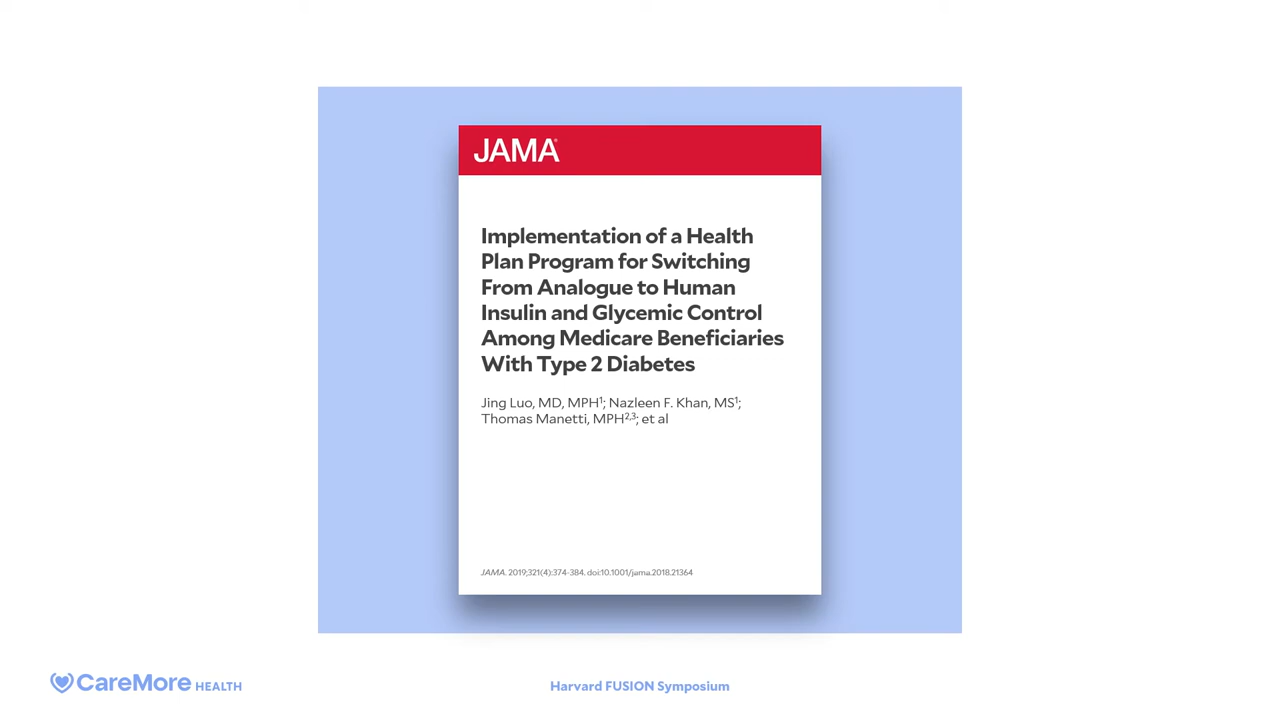 JAMA®
Implementation of a Health
Plan Program for Switching
From Analogue to Human
Insulin and Glycemic Control
Among Medicare Beneficiaries
With Type 2 Diabetes
Jing Luo, MD, MPH¹; Nazleen F. Khan, MS¹;
Thomas Manetti, MPH²,³; et al
JAMA. 2019;321(4):374-384. doi:10.1001/jama.2018.21364
CareMore HEALTH
Harvard FUSION Symposium